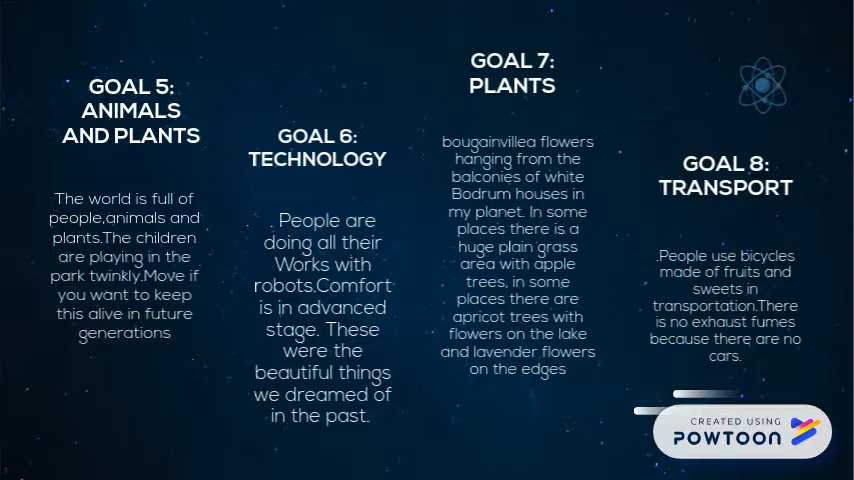 GOAL 5:
ANIMALS
AND PLANTS
The world is full of
people,animals and
plants.The children
are playing in the
park twinkly.Move if
you want to keep
this alive in future
generations
GOAL 6:
TECHNOLOGY
. People are
doing all their
Works with
robots.Comfort
is in advanced
stage. These
were the
beautiful things
we dreamed of
in the past.
GOAL 7:
PLANTS
bougainvillea flowers
hanging from the
balconies of white
Bodrum houses in
my planet. In some
places there is a
huge plain grass
area with apple
trees, in some
places there are
apricot trees with
flowers on the lake
and lavender flowers
on the edges
GOAL 8:
TRANSPORT
.People use bicycles
made of fruits and
sweets in
transportation.There
is no exhaust fumes
because there are no
cars.
CREATED USING
POWTOON